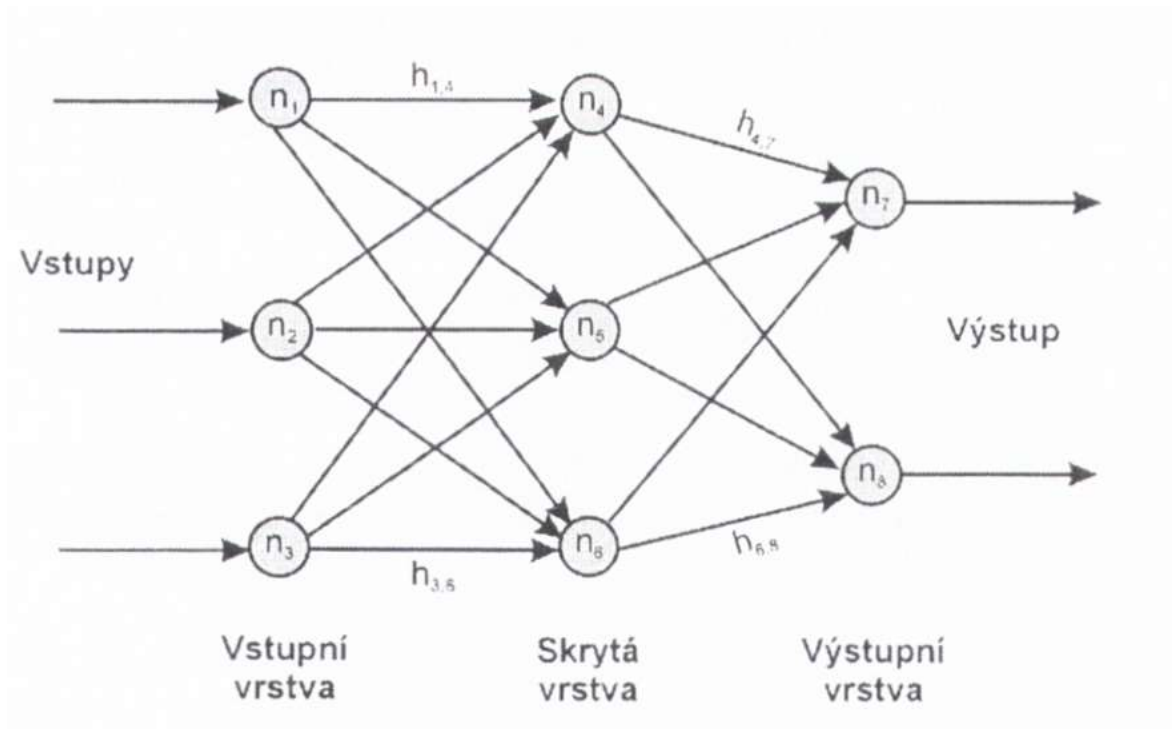 h₁,₄
n₁
n₄
h₄,₇
n₇
Vstupy
n₂
n₅
Výstup
n₈
n₃
n₆
h₆,₈
h₃,₆
Vstupní
vrstva
Skrytá
vrstva
Výstupní
vrstva